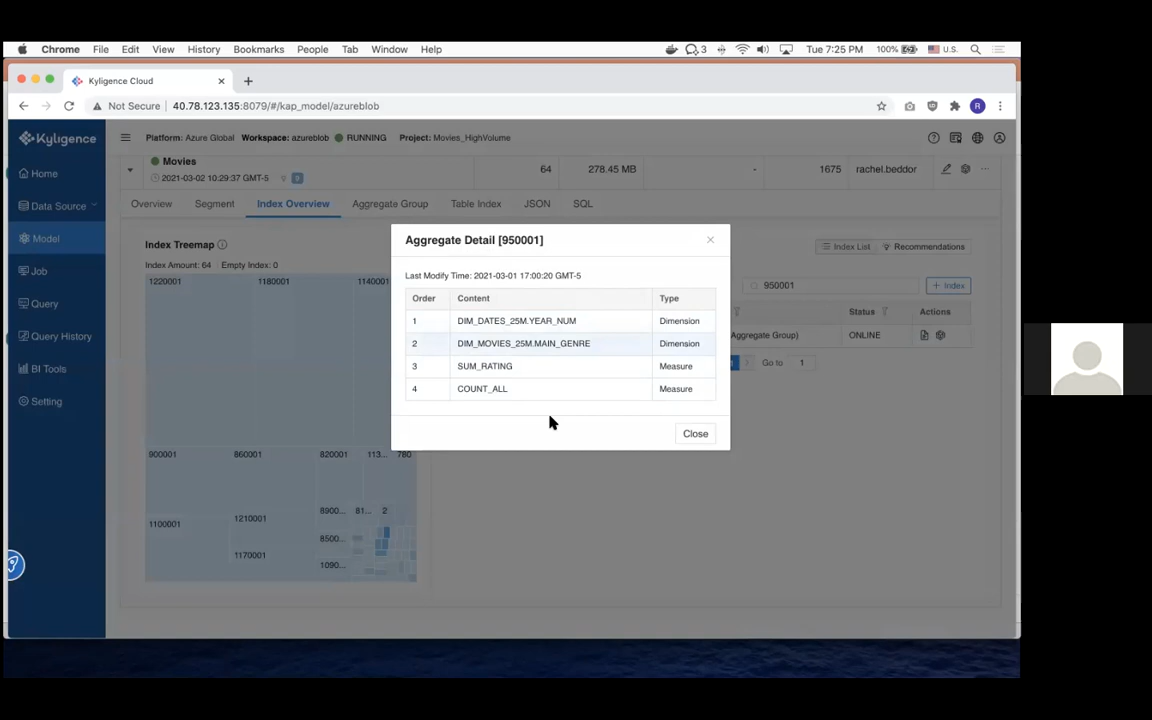 Chrome File Edit View History Bookmarks People Tab Window Help 3 Tue 7:25 PM 100% U.S.
Kyligence Cloud
Not Secure 40.78.123.135:8079/#/kap_model/azureblob R
Kyligence Platform: Azure Global Workspace: azureblob RUNNING Project: Movies_HighVolume
Movies 64 278.45 MB - 1675 rachel.beddor
2021-03-02 10:29:37 GMT-5
Home
Data Source
Model
Job
Query
Query History
BI Tools
Setting
Overview Segment Index Overview Aggregate Group Table Index JSON SQL
Index Treemap Index List Recommendations
Index Amount: 64 Empty Index: 0
950001 + Index
Status Actions
Aggregate Group) ONLINE
Go to 1
1220001 1180001 1140001
900001 860001 820001 113... 780
8900... 81... 2
1100001 1210001 8500...
1170001 1090...
Aggregate Detail [950001]
Last Modify Time: 2021-03-01 17:00:20 GMT-5
Order Content Type
1 DIM_DATES_25M.YEAR_NUM Dimension
2 DIM_MOVIES_25M.MAIN_GENRE Dimension
3 SUM_RATING Measure
4 COUNT_ALL Measure
Close